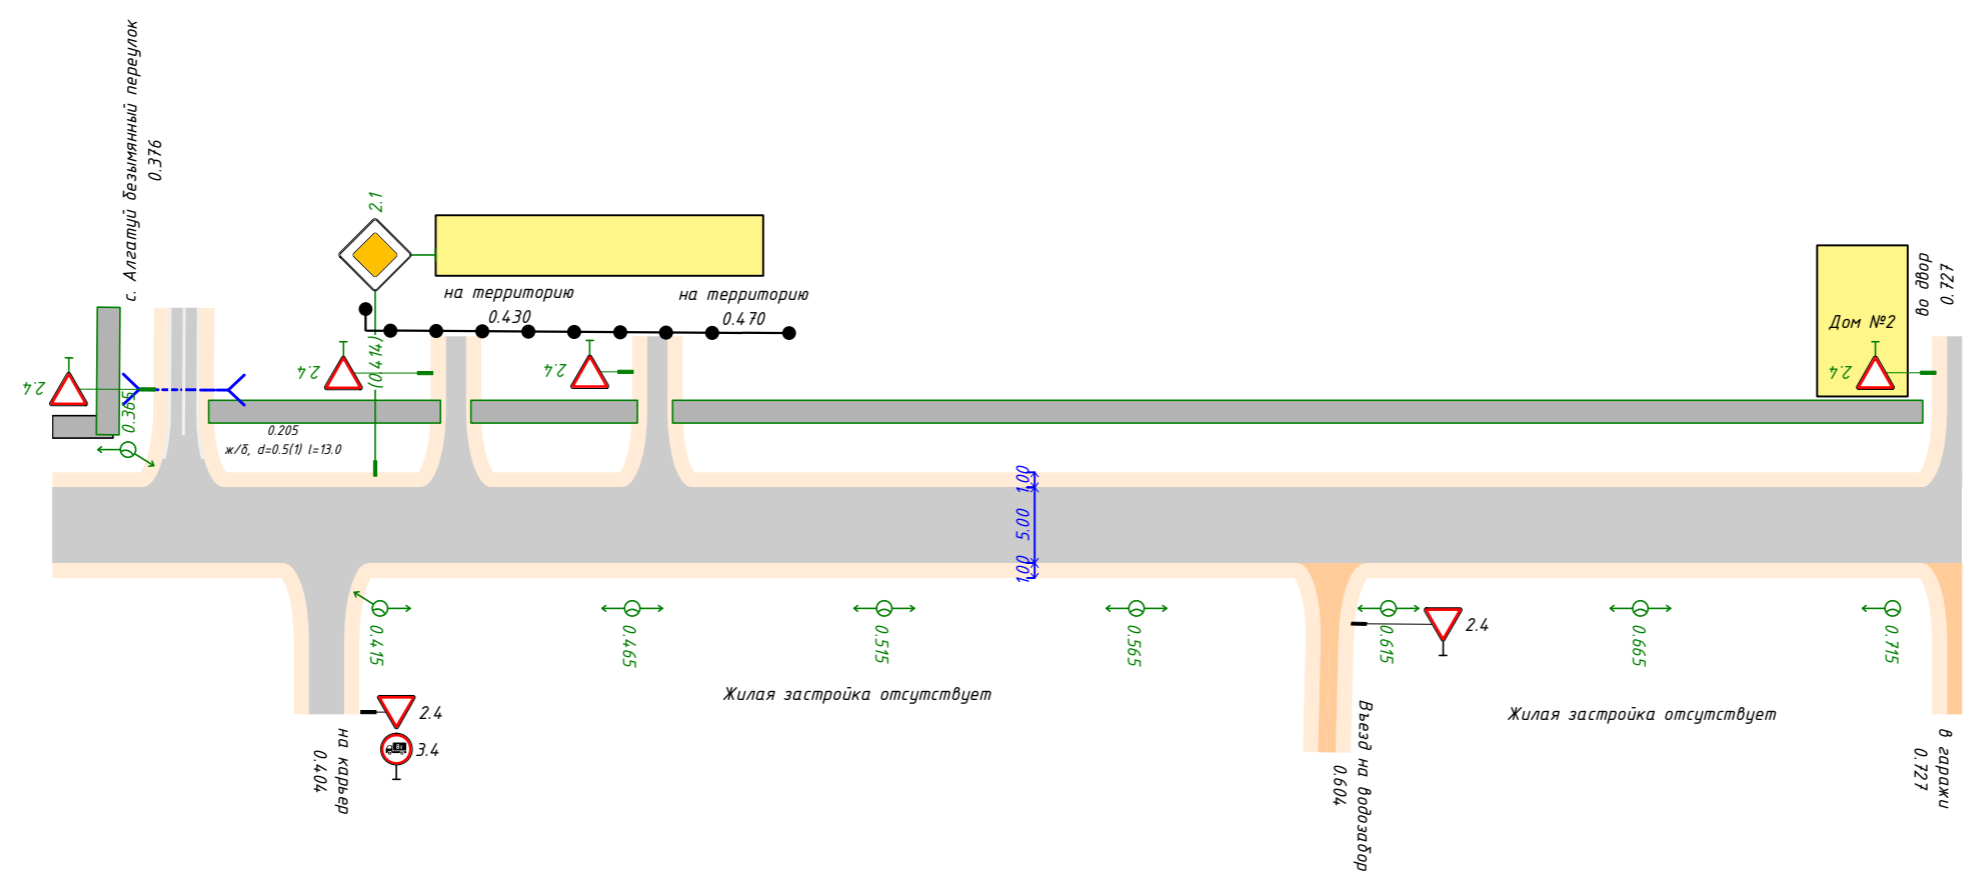 с. Алгатуй безымянный переулок
0.376
2.1
на территорию
0.430
на территорию
0.470
во двор
0.727
Дом №2
2.4
2.4
(0.414)
2.4
2.4
0.365
0.205
ж/б, d=0.5(1) l=13.0
1.00
5.00
1.00
0.415
0.465
0.515
0.565
0.615
2.4
0.665
0.715
Жилая застройка отсутствует
Жилая застройка отсутствует
2.4
3.4
на карьер
0.404
Въезд на водозабор
0.604
в гаражи
0.727